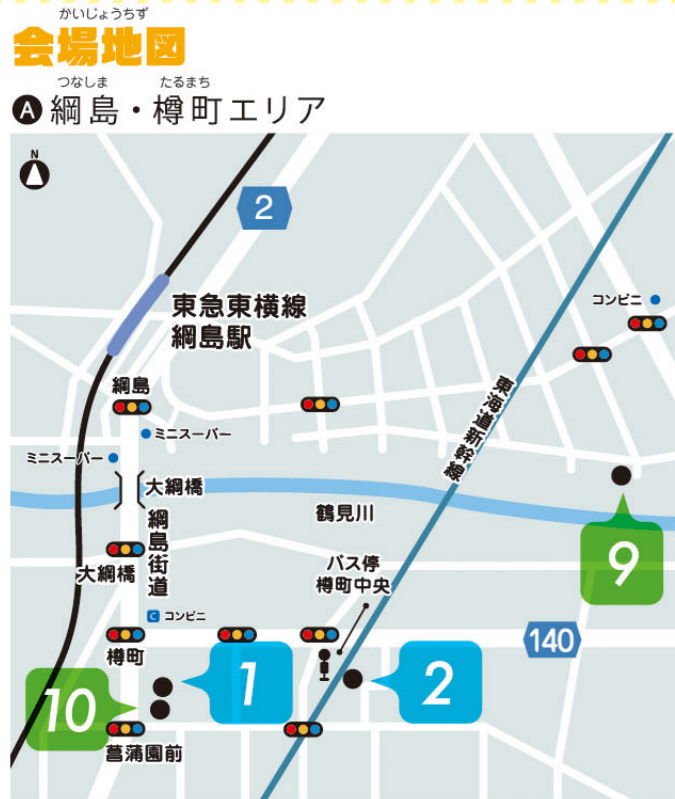 かいじょうちず
会場地図
つなしま たるまち
A 綱島・樽町エリア
N
2
東急東横線
綱島駅
コンビニ
綱島
東海道新幹線
ミニスーパー
ミニスーパー
大綱橋
綱島街道
鶴見川
9
大綱橋
バス停
樽町中央
C コンビニ
樽町
140
1
2
10
菖蒲園前